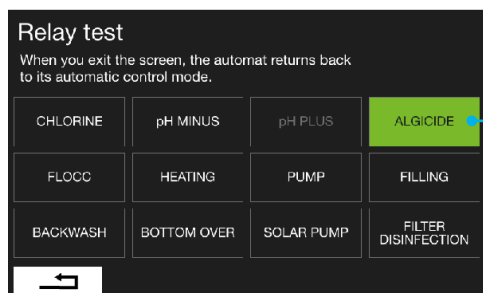 Relay test
When you exit the screen, the automat returns back
to its automatic control mode.
CHLORINE
pH MINUS
pH PLUS
ALGICIDE
FLOCC
HEATING
PUMP
FILLING
BACKWASH
BOTTOM OVER
SOLAR PUMP
FILTER
DISINFECTION